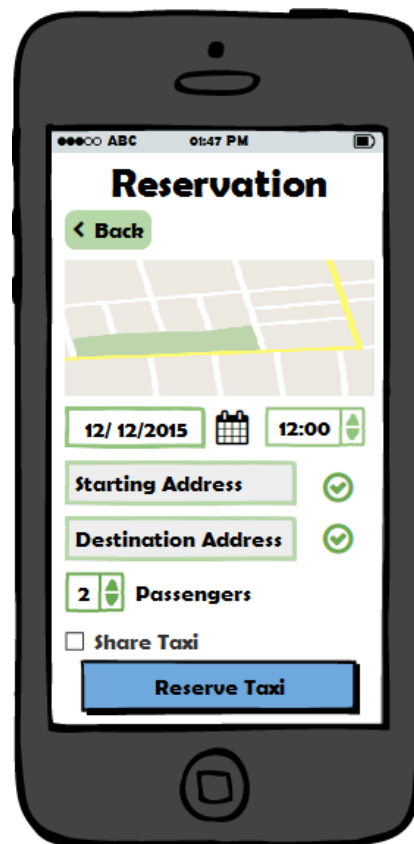 ABC 01:47 PM
Reservation
< Back
12/ 12/2015 12:00
Starting Address
Destination Address
2 Passengers
Share Taxi
Reserve Taxi